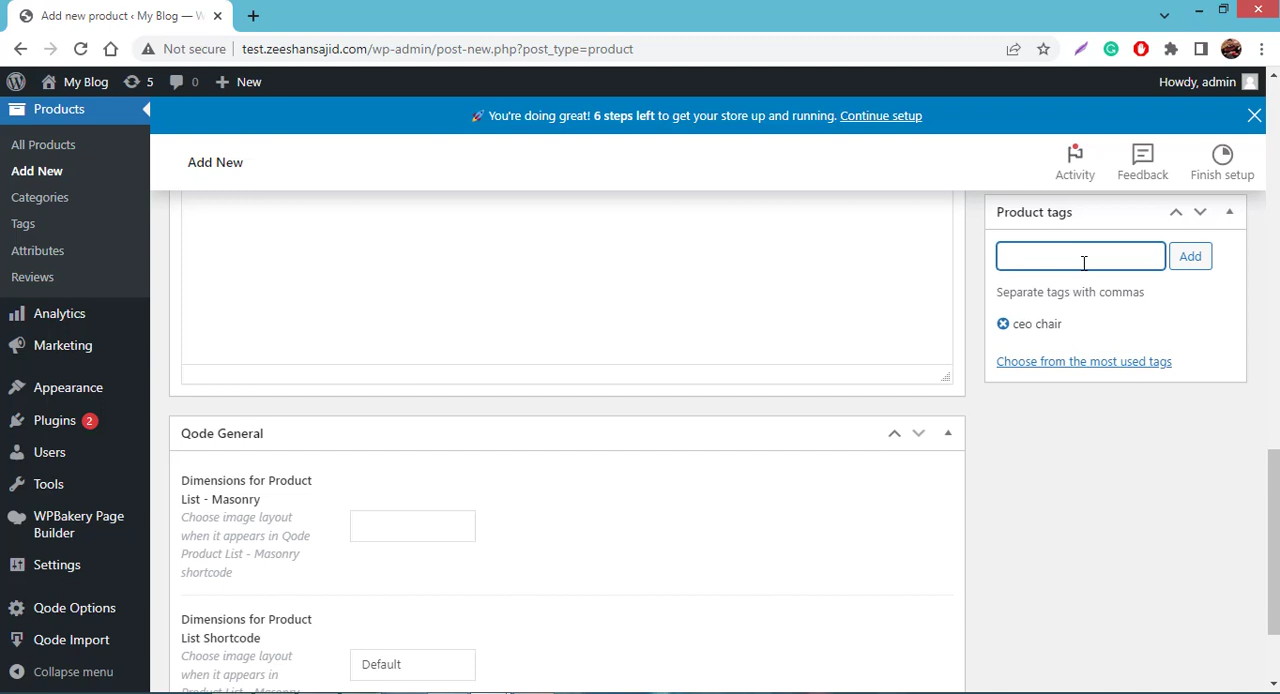 Add new product ‹ My Blog — W
Not secure
test.zeeshansajid.com/wp-admin/post-new.php?post_type=product
My Blog
5
0
New
Howdy, admin
Products
🚀 You're doing great! 6 steps left to get your store up and running. Continue setup
All Products
Add New
Categories
Tags
Attributes
Reviews
Analytics
Marketing
Appearance
Plugins 2
Users
Tools
WPBakery Page
Builder
Settings
Qode Options
Qode Import
Collapse menu
Add New
Activity
Feedback
Finish setup
Product tags
Add
Separate tags with commas
ceo chair
Choose from the most used tags
Qode General
Dimensions for Product
List - Masonry
Choose image layout
when it appears in Qode
Product List - Masonry
shortcode
Dimensions for Product
List Shortcode
Choose image layout
when it appears in
Product List - Masonry
Default